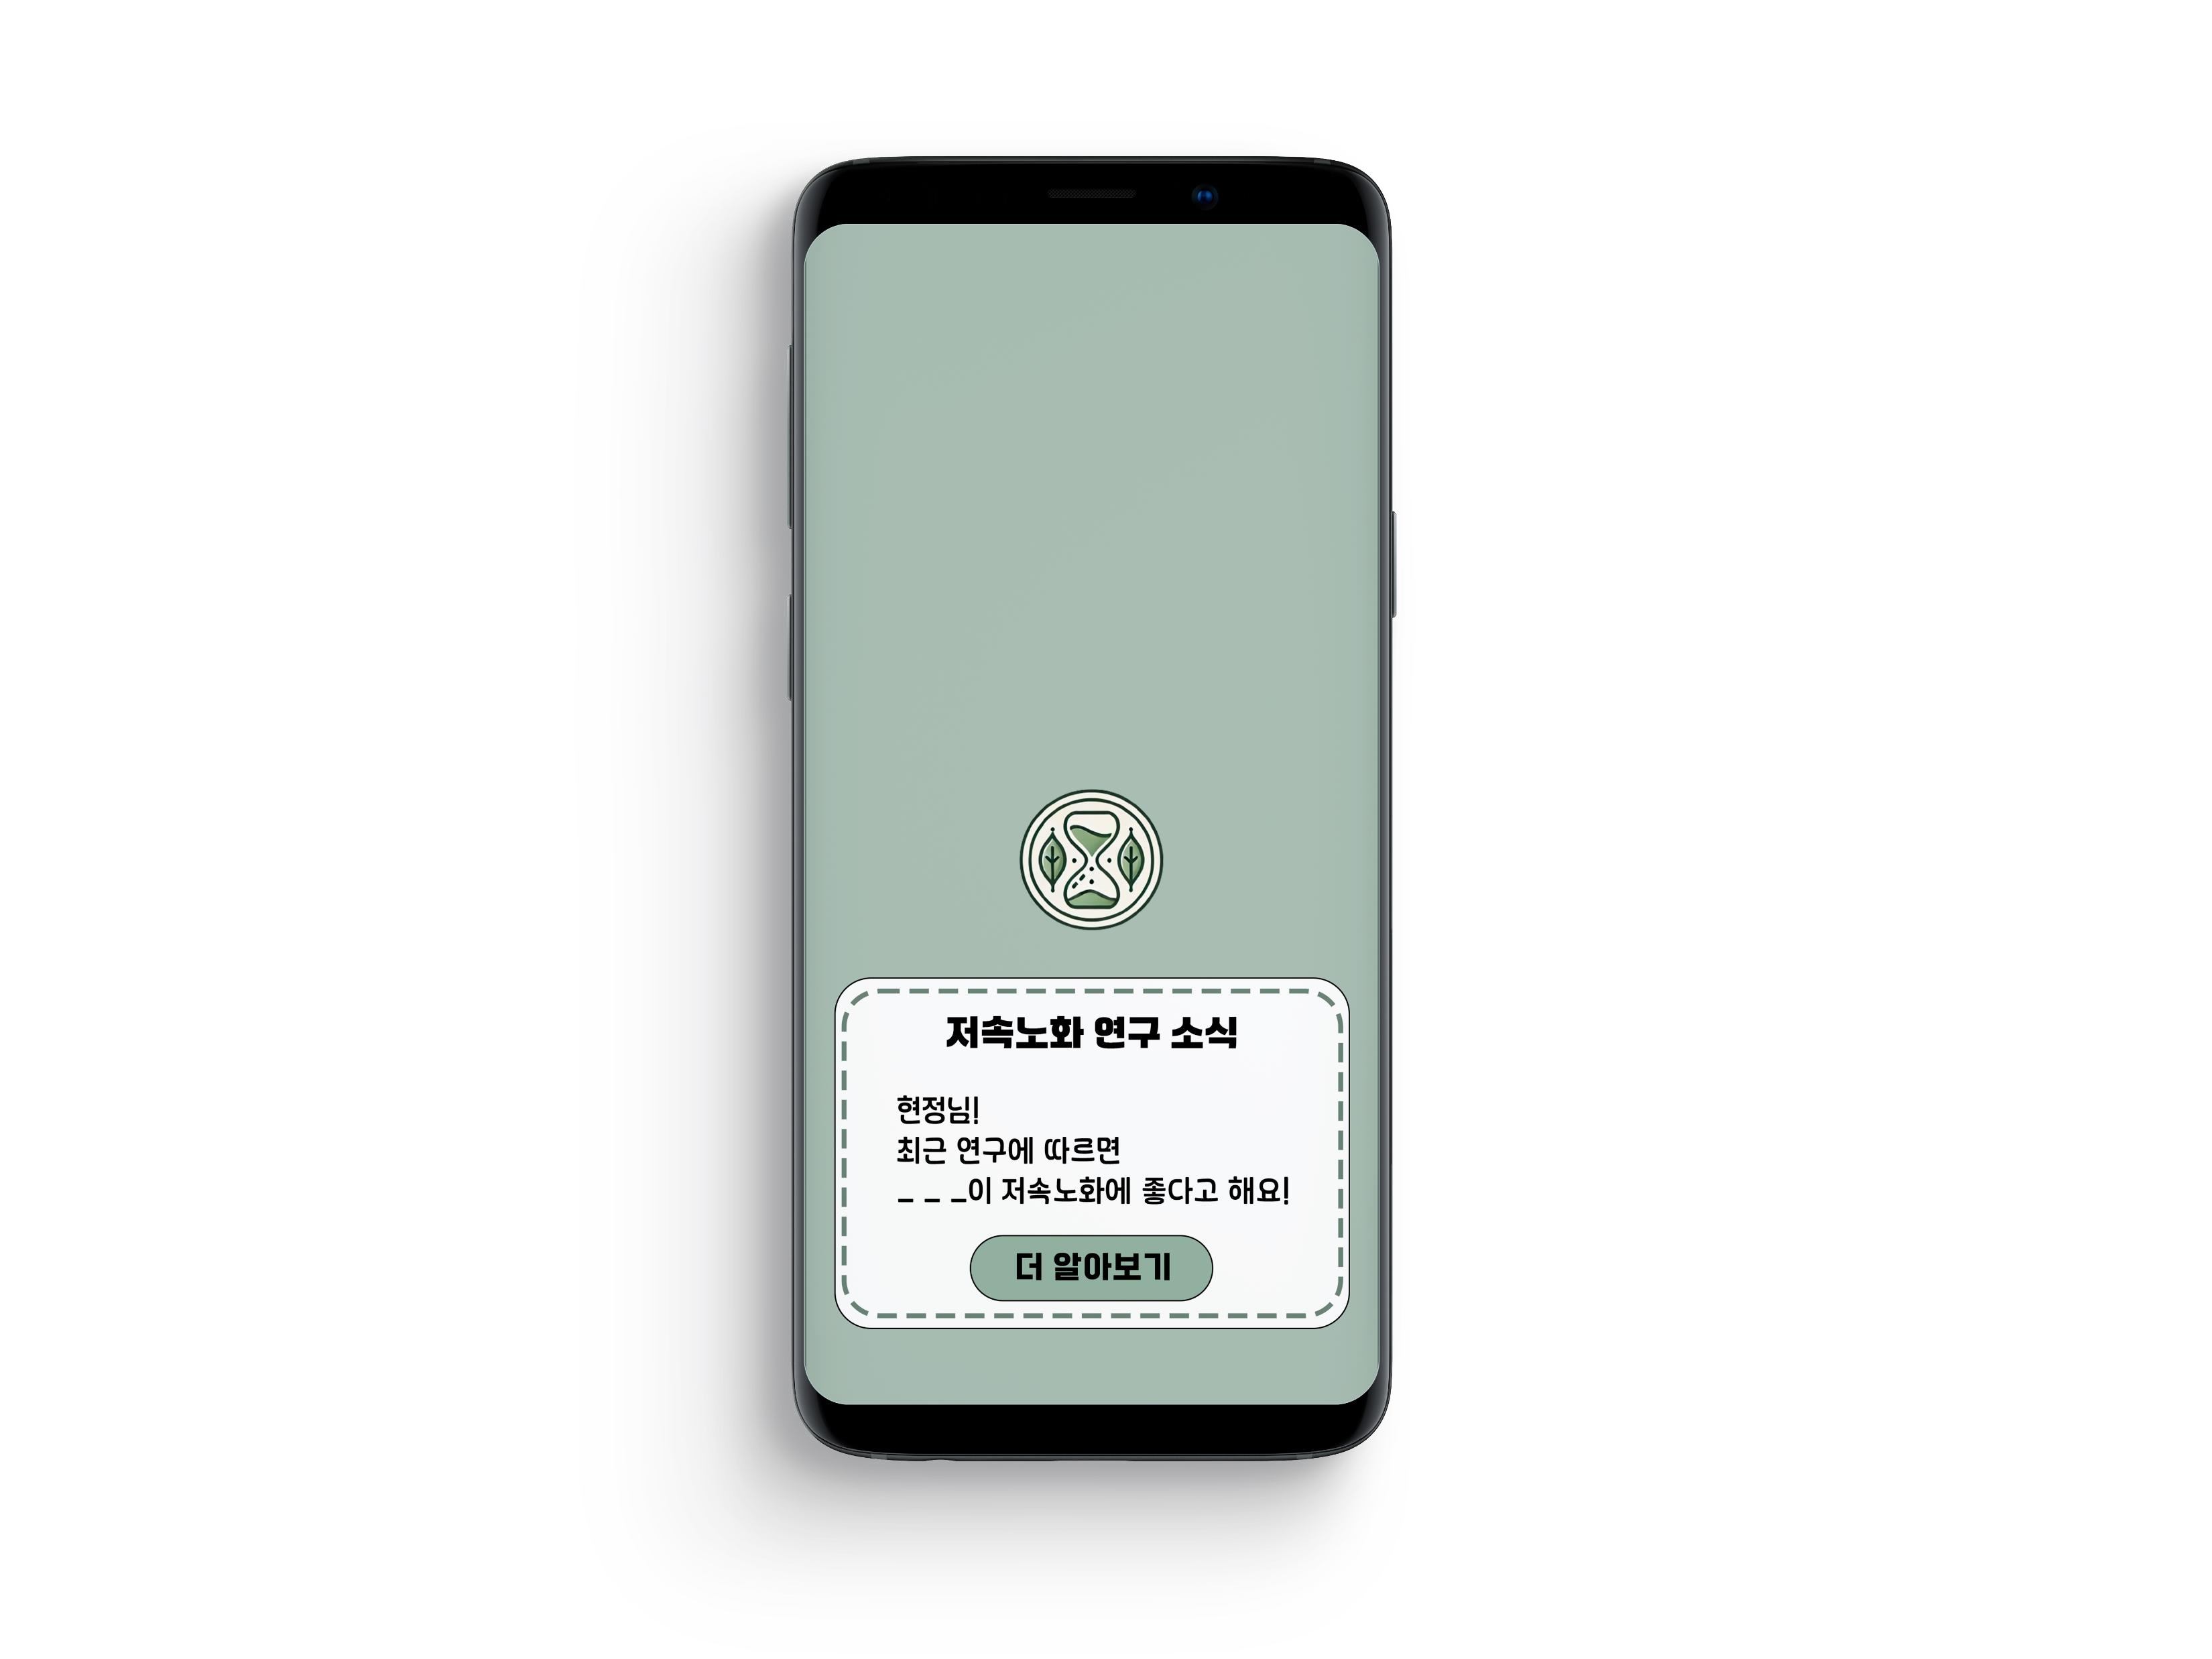 저속노화 연구 소식
현정님!
최근 연구에 따르면
_ _ _이 저속노화에 좋다고 해요!
더 알아보기